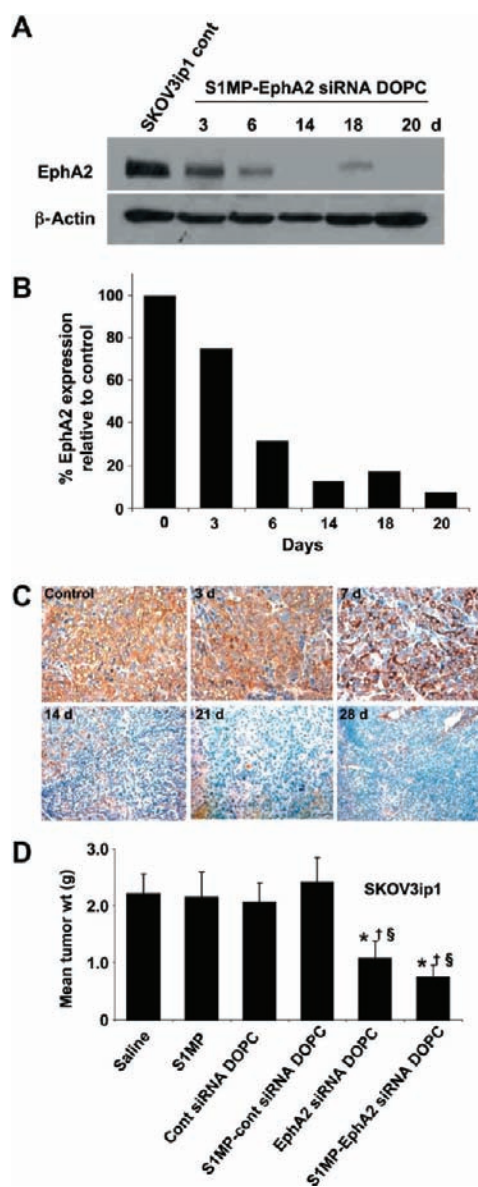 A
SKOV3ip1 cont
S1MP-EphA2 siRNA DOPC
3 6 14 18 20 d
EphA2
β-Actin
B
% EphA2 expression
relative to control
100
80
60
40
20
0
0 3 6 14 18 20
Days
C
Control 3 d 7 d
14 d 21 d 28 d
D
Mean tumor wt (g)
3.0
2.0
1.0
0
SKOV3ip1
* † §
* † §
Saline
S1MP
Cont siRNA DOPC
S1MP-cont siRNA DOPC
EphA2 siRNA DOPC
S1MP-EphA2 siRNA DOPC